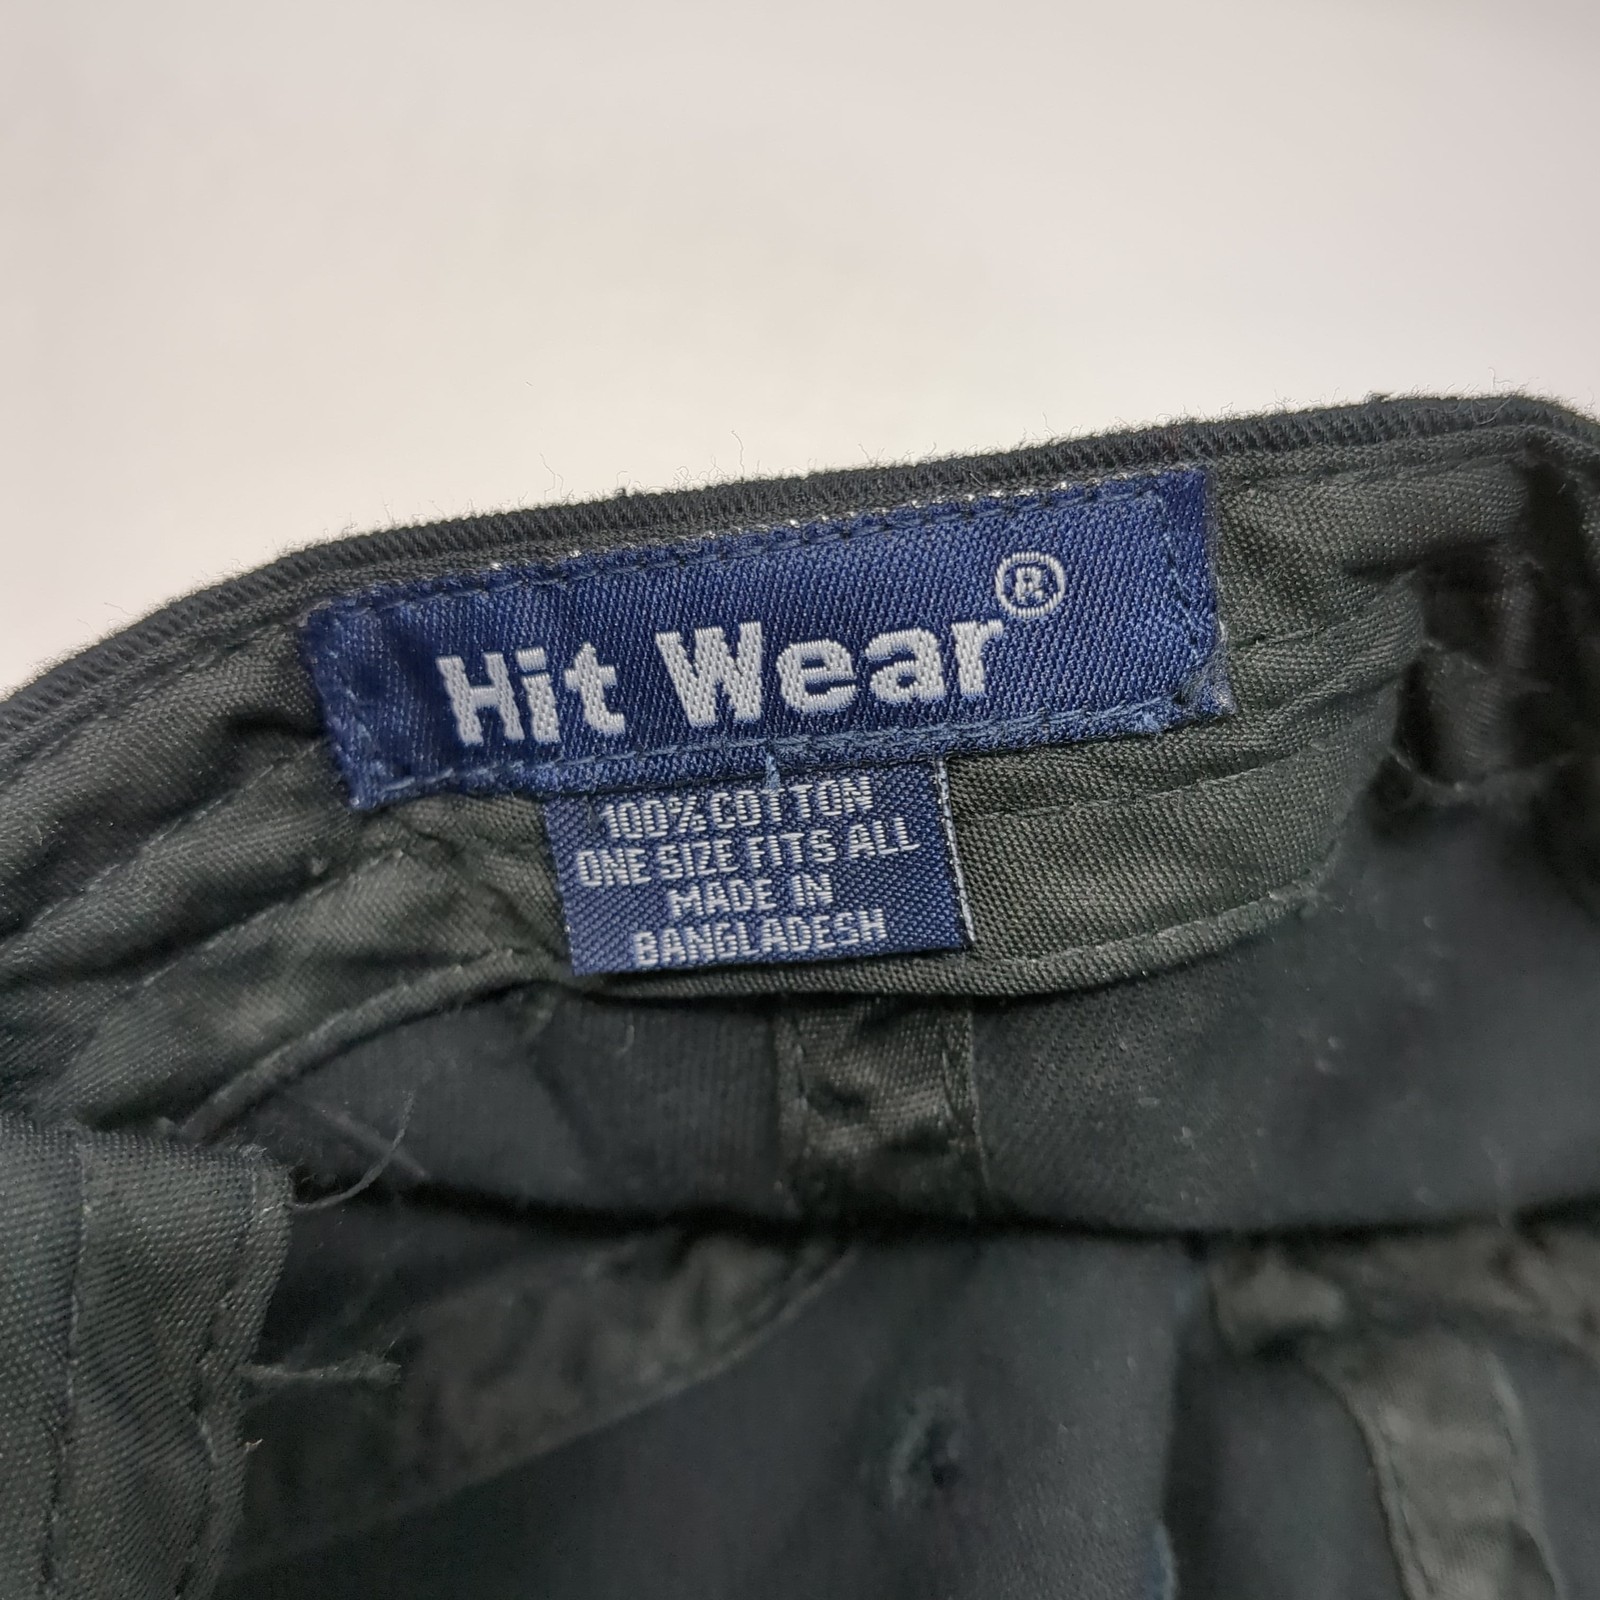 Hit Wear®
100% COTTON
ONE SIZE FITS ALL
MADE IN
BANGLADESH